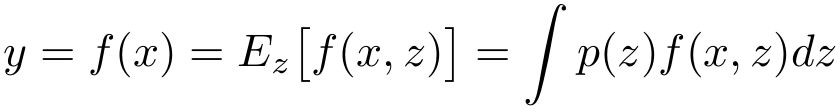 y = f(x) = E_z[f(x, z)] = ∫ p(z)f(x, z)dz